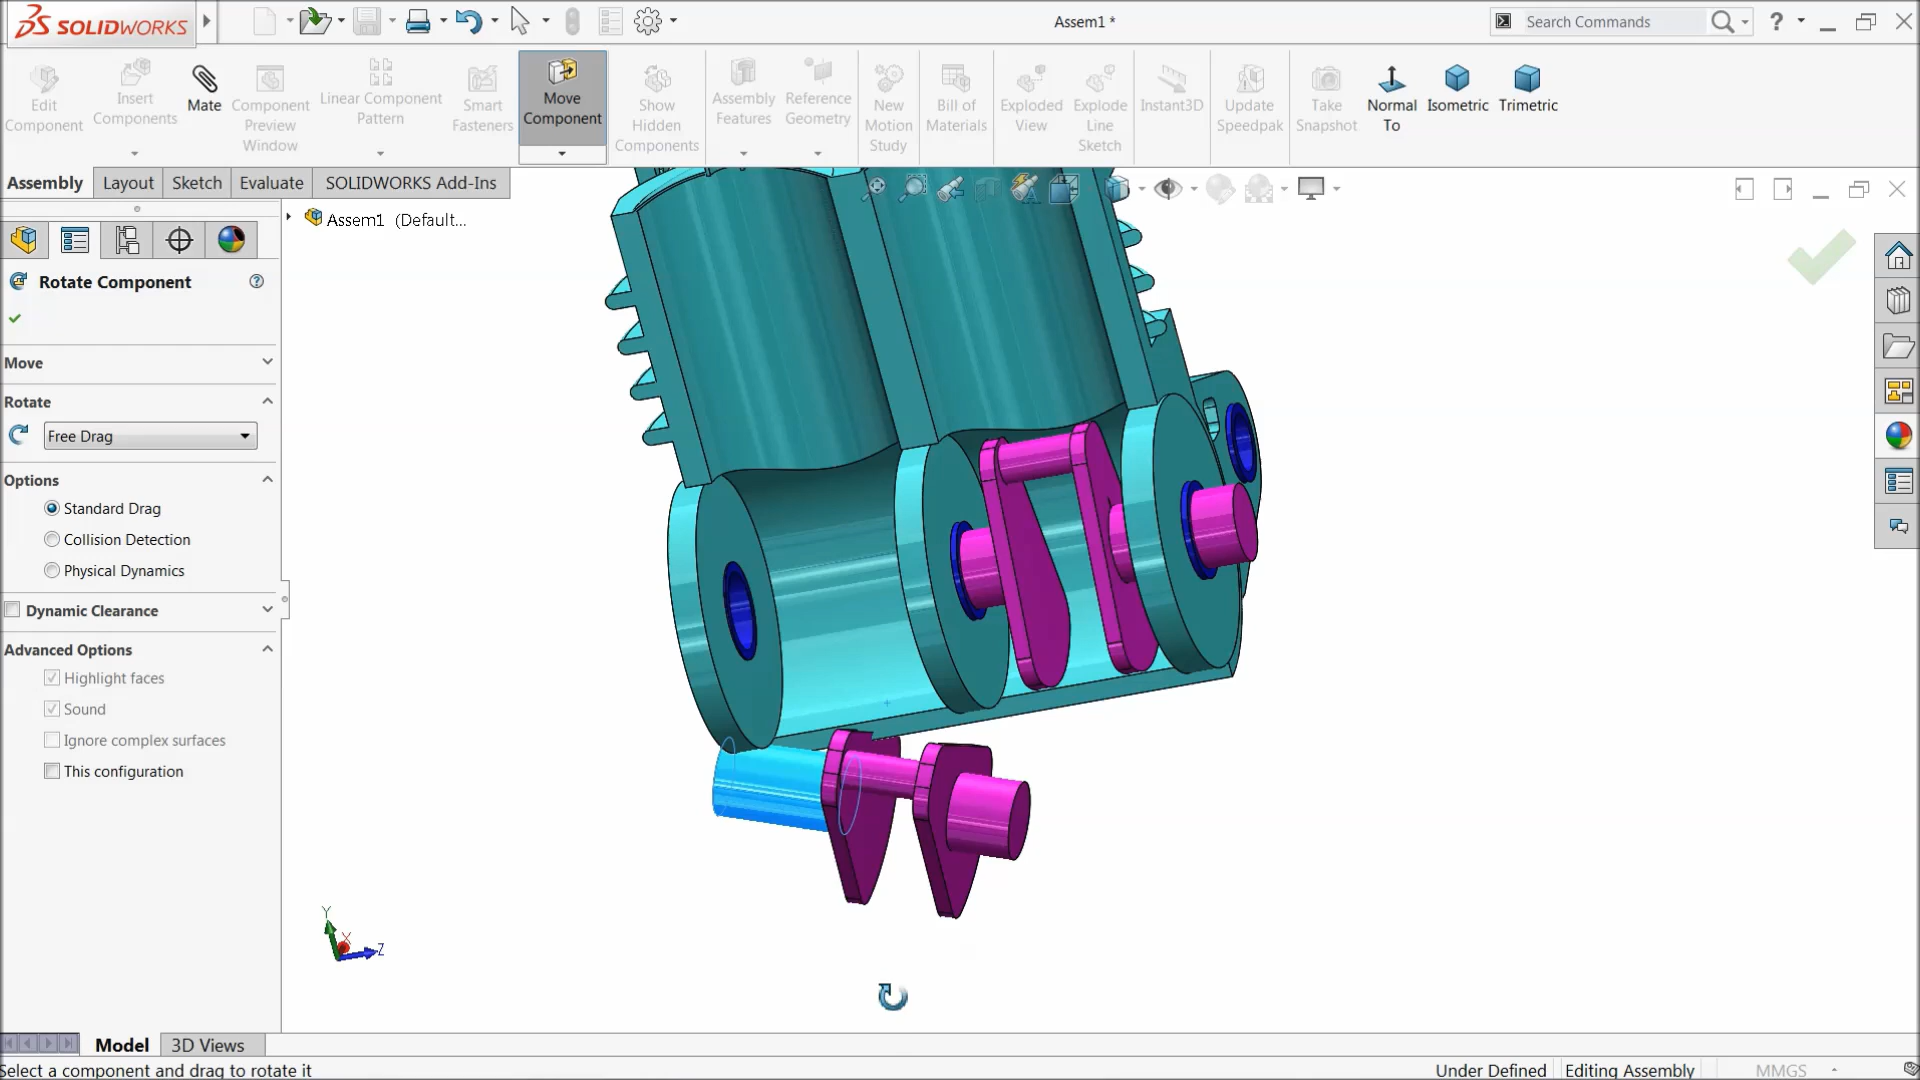 SOLIDWORKS
Assem1 *
Search Commands
?
Edit Component
Insert Components
Mate
Component Preview Window
Linear Component Pattern
Smart Fasteners
Move Component
Show Hidden Components
Assembly Features
Reference Geometry
New Motion Study
Bill of Materials
Exploded View
Explode Line Sketch
Instant3D
Update Speedpak
Take Snapshot
Normal To
Isometric
Trimetric
Assembly
Layout
Sketch
Evaluate
SOLIDWORKS Add-Ins
Assem1 (Default...
Rotate Component
?
Move
Rotate
Free Drag
Options
Standard Drag
Collision Detection
Physical Dynamics
Dynamic Clearance
Advanced Options
Highlight faces
Sound
Ignore complex surfaces
This configuration
Y
X
Z
Model
3D Views
Select a component and drag to rotate it
Under Defined
Editing Assembly
MMGS